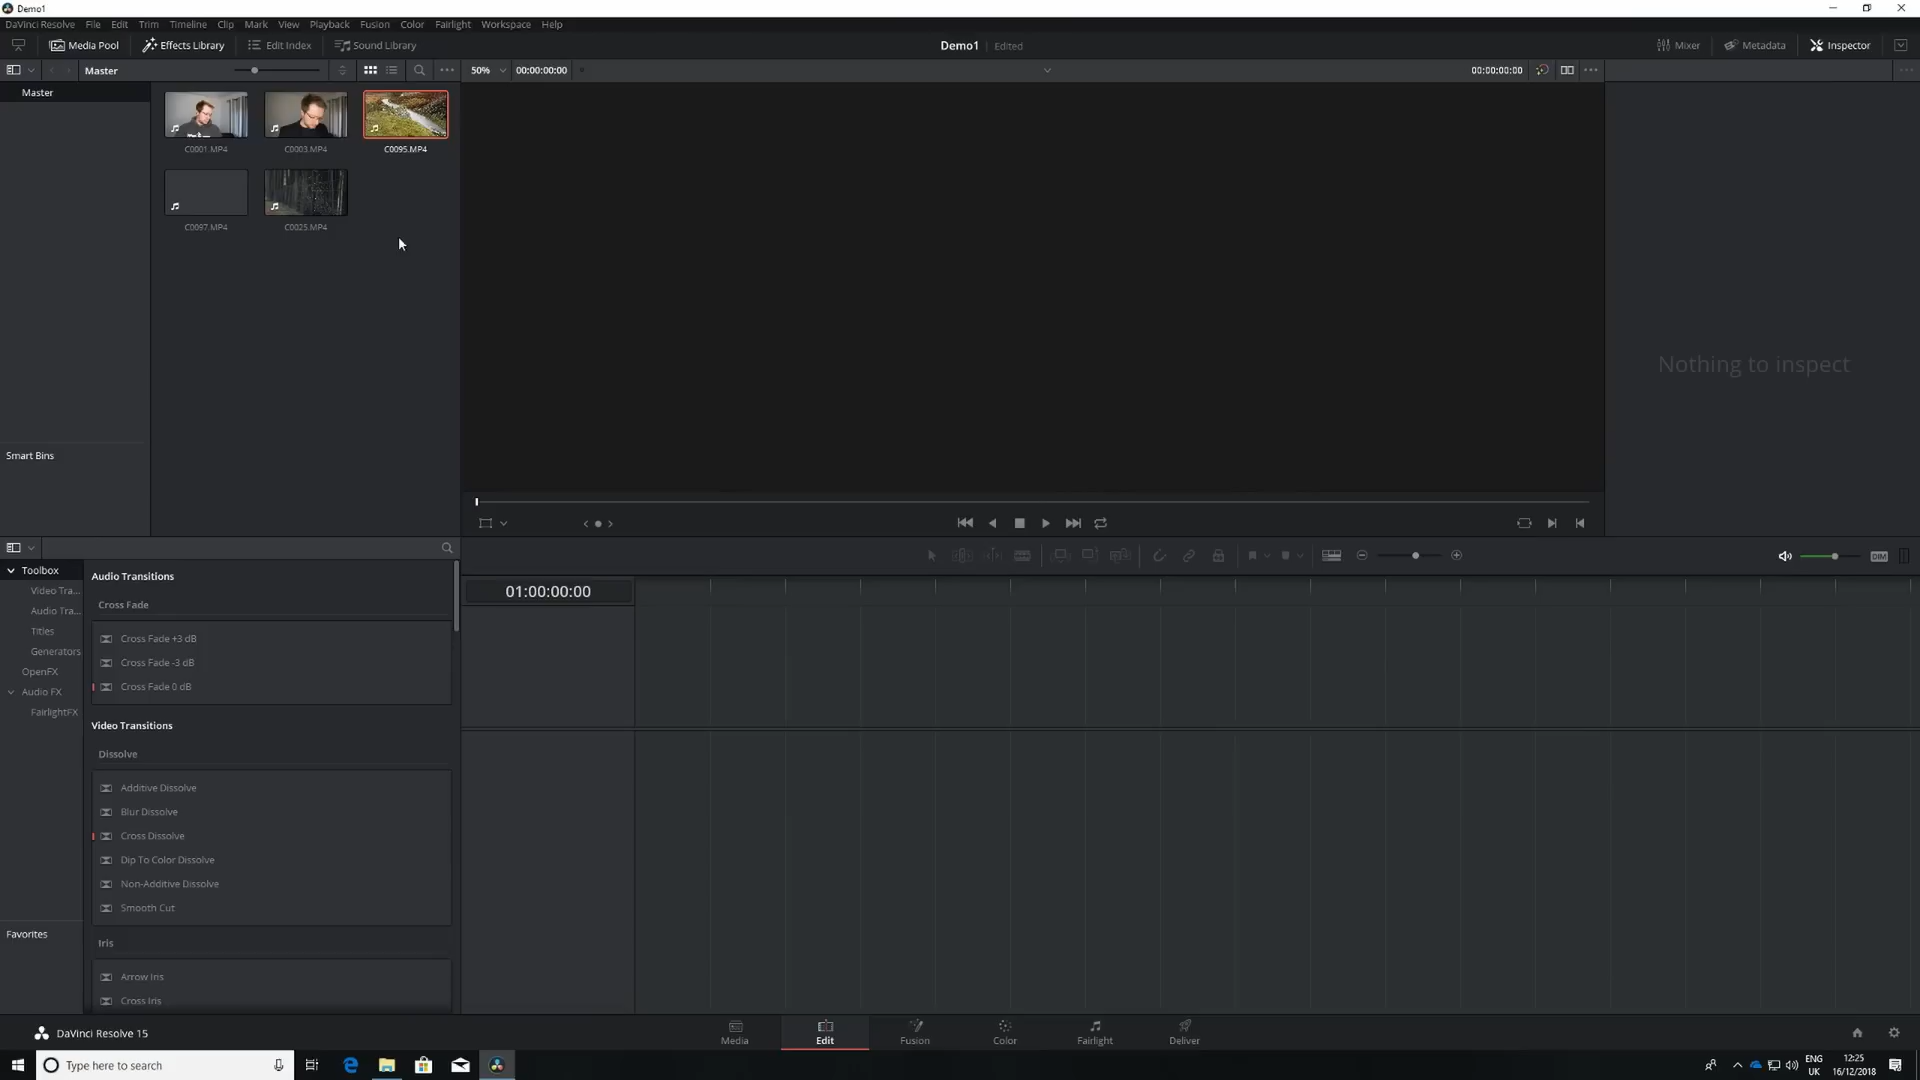 Demo1
DaVinci Resolve File Edit Trim Timeline Clip Mark View Playback Fusion Color Fairlight Workspace Help
Media Pool Effects Library Edit Index Sound Library Demo1 Edited Mixer Metadata Inspector
Master 50% 00:00:00:00 00:00:00:00
Master
C0001.MP4 C0003.MP4 C0095.MP4
C0097.MP4 C0025.MP4
Nothing to inspect
Smart Bins
Toolbox
Video Tra...
Audio Tra...
Titles
Generators
OpenFX
Audio FX
FairlightFX
Favorites
Audio Transitions
Cross Fade
Cross Fade +3 dB
Cross Fade -3 dB
Cross Fade 0 dB
Video Transitions
Dissolve
Additive Dissolve
Blur Dissolve
Cross Dissolve
Dip To Color Dissolve
Non-Additive Dissolve
Smooth Cut
Iris
Arrow Iris
Cross Iris
01:00:00:00
DIM
DaVinci Resolve 15
Media Edit Fusion Color Fairlight Deliver
Type here to search
ENG
UK
12:25
16/12/2018